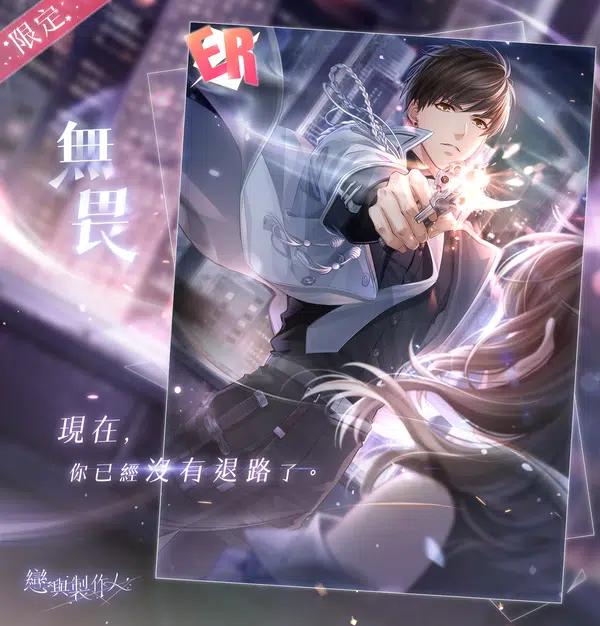 限定
ER
無畏
現在，
你已經沒有退路了。
戀與製作人